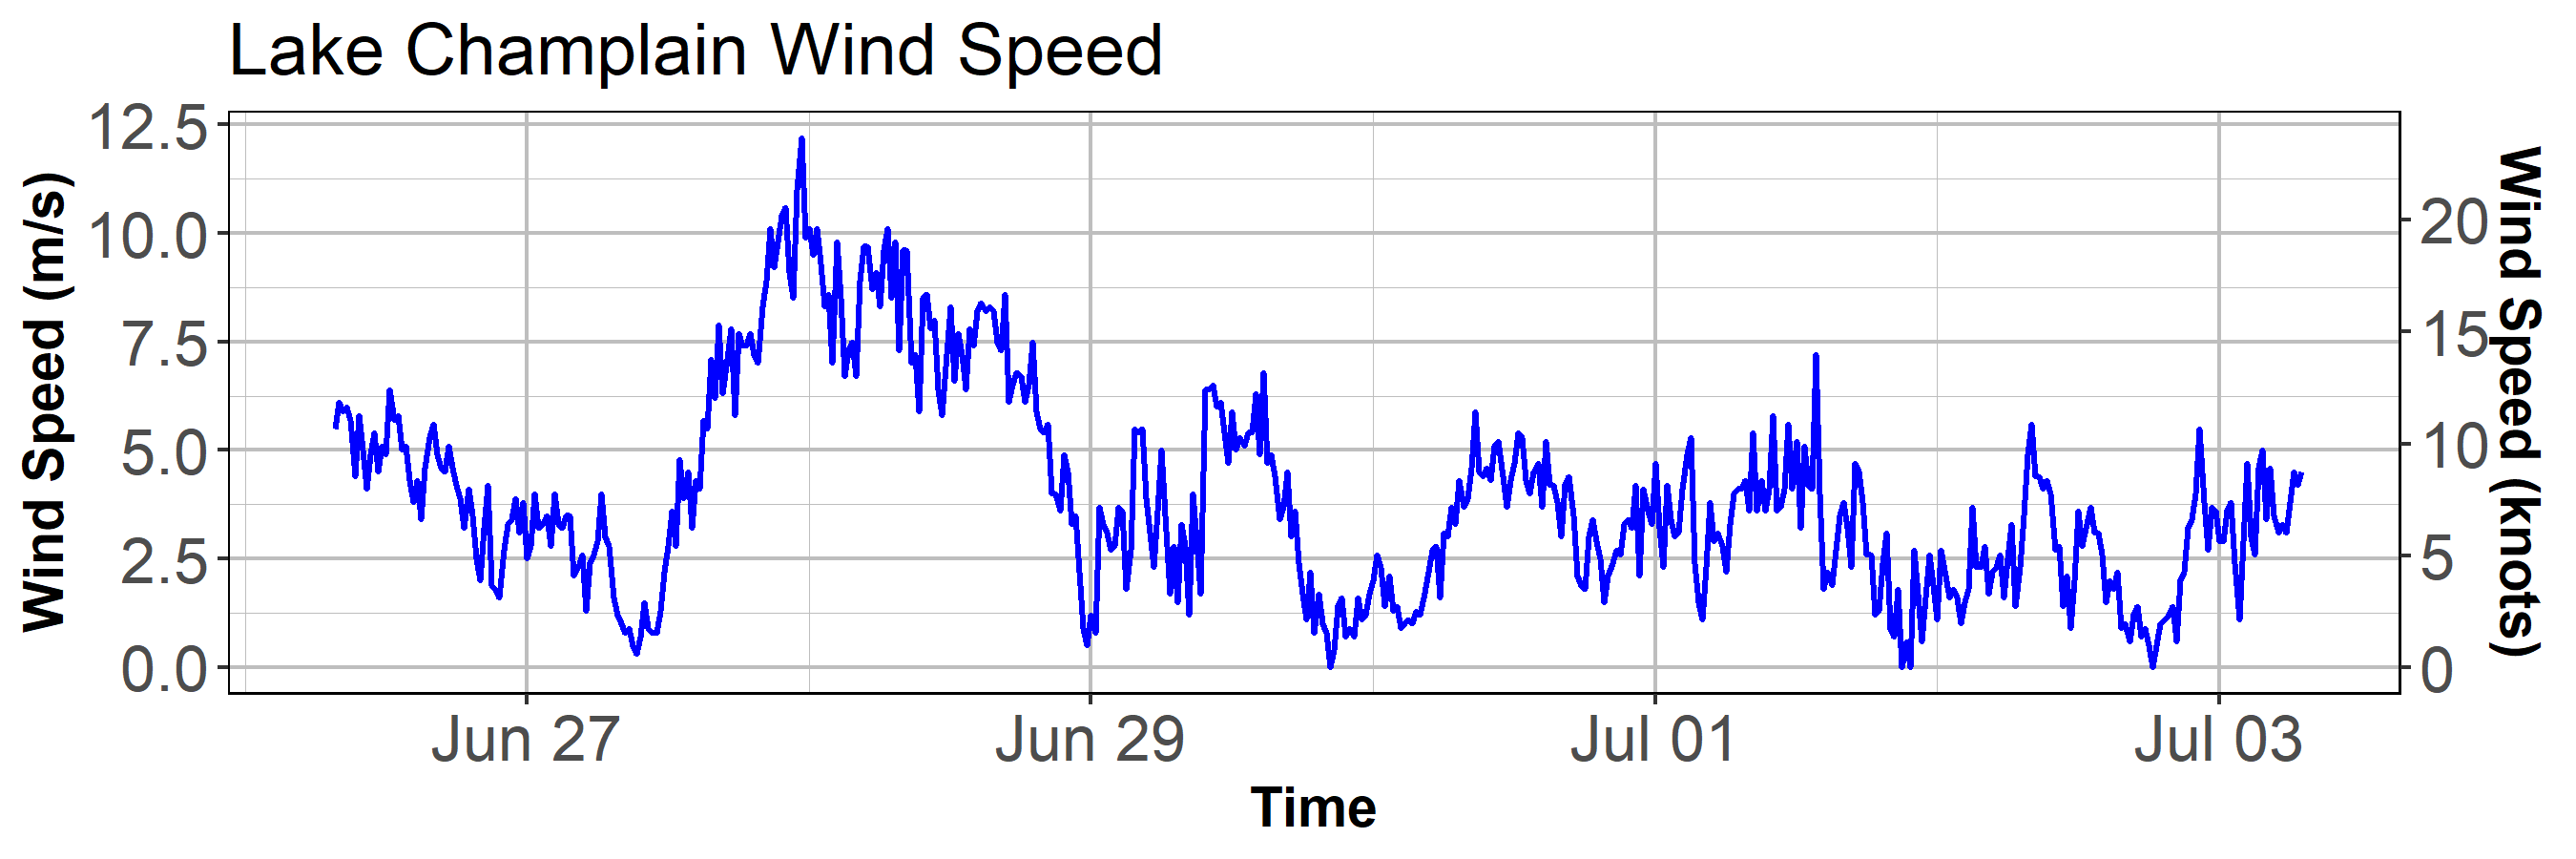 Lake Champlain Wind Speed
Wind Speed (m/s)
12.5
10.0
7.5
5.0
2.5
0.0
20
15
10
5
0
Wind Speed (knots)
Jun 27
Jun 29
Jul 01
Jul 03
Time